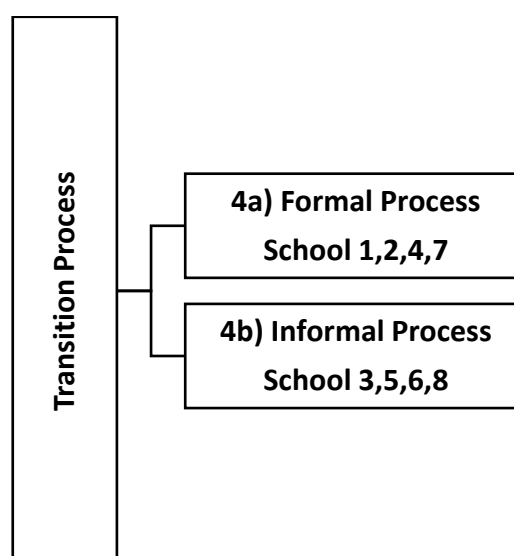 Transition Process
4a) Formal Process
School 1,2,4,7
4b) Informal Process
School 3,5,6,8